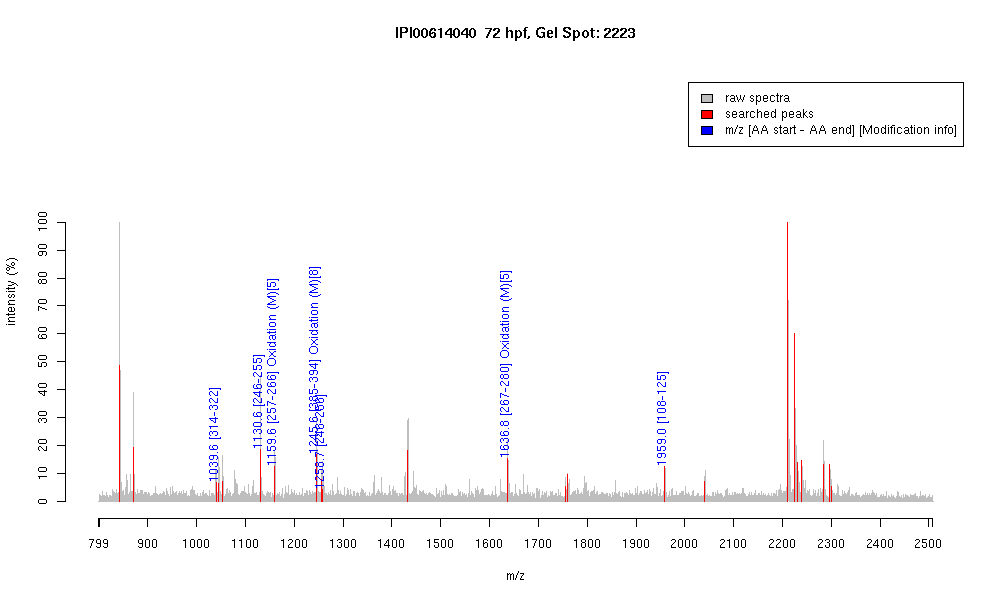 IPI00614040 72 hpf, Gel Spot: 2223
raw spectra
searched peaks
m/z [AA start - AA end] [Modification info]
intensity (%)
100
90
80
70
60
50
40
30
20
10
0
1039.6 [314-322]
1130.6 [246-255]
1159.6 [257-266] Oxidation (M)[5]
1245.6 [385-394] Oxidation (M)[8]
1258.7 [246-256]
1636.8 [267-280] Oxidation (M)[5]
1959.0 [108-125]
799 900 1000 1100 1200 1300 1400 1500 1600 1700 1800 1900 2000 2100 2200 2300 2400 2500
m/z